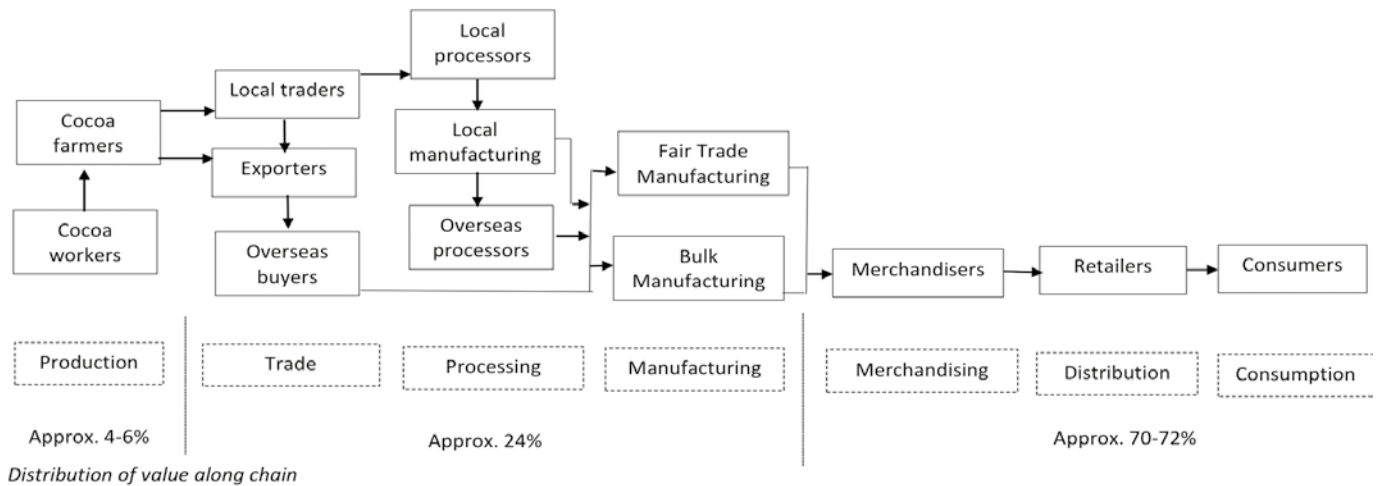 Local
processors
Local traders
Cocoa
farmers
Local
manufacturing
Fair Trade
Manufacturing
Exporters
Cocoa
workers
Overseas
buyers
Overseas
processors
Bulk
Manufacturing
Merchandisers
Retailers
Consumers
Production
Trade
Processing
Manufacturing
Merchandising
Distribution
Consumption
Approx. 4-6%
Approx. 24%
Approx. 70-72%
Distribution of value along chain